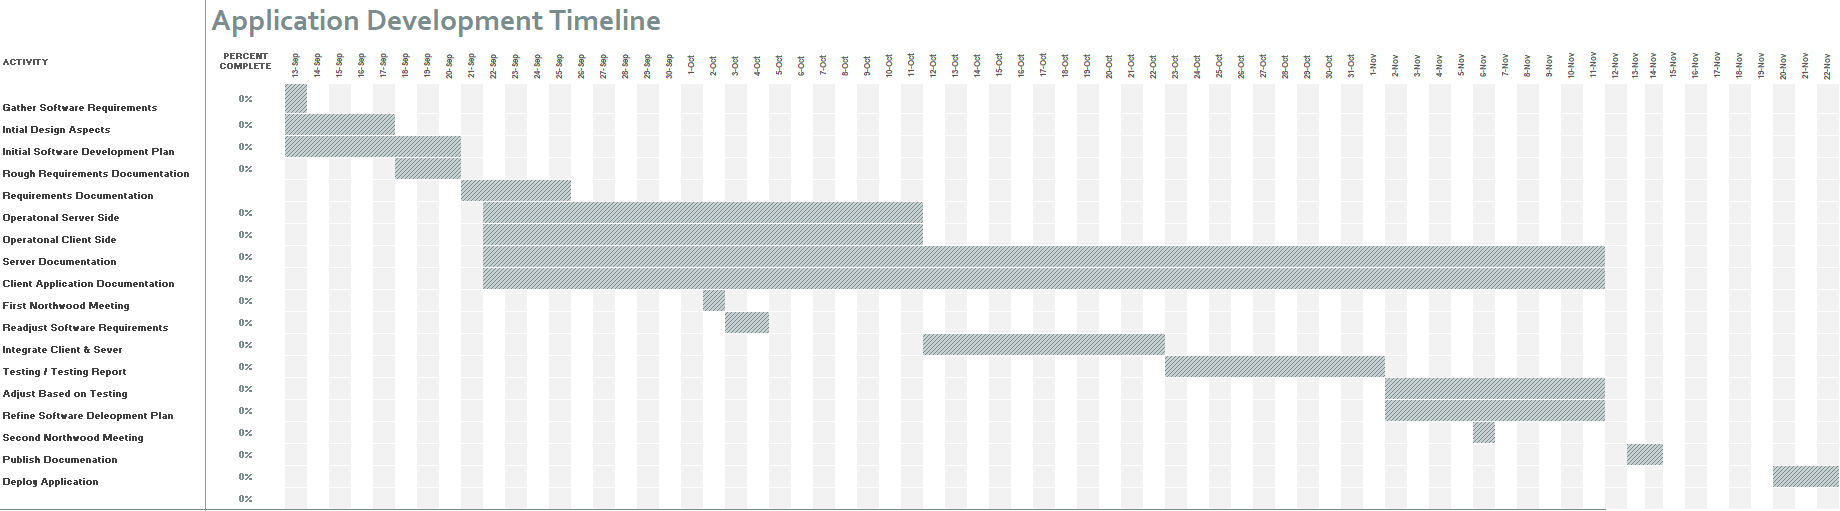 Application Development Timeline
ACTIVITY
PERCENT
COMPLETE
13-Sep
14-Sep
15-Sep
16-Sep
17-Sep
18-Sep
19-Sep
20-Sep
21-Sep
22-Sep
23-Sep
24-Sep
25-Sep
26-Sep
27-Sep
28-Sep
29-Sep
30-Sep
1-Oct
2-Oct
3-Oct
4-Oct
5-Oct
6-Oct
7-Oct
8-Oct
9-Oct
10-Oct
11-Oct
12-Oct
13-Oct
14-Oct
15-Oct
16-Oct
17-Oct
18-Oct
19-Oct
20-Oct
21-Oct
22-Oct
23-Oct
24-Oct
25-Oct
26-Oct
27-Oct
28-Oct
29-Oct
30-Oct
31-Oct
1-Nov
2-Nov
3-Nov
4-Nov
5-Nov
6-Nov
7-Nov
8-Nov
9-Nov
10-Nov
11-Nov
12-Nov
13-Nov
14-Nov
15-Nov
16-Nov
17-Nov
18-Nov
19-Nov
20-Nov
21-Nov
22-Nov
0%
Gather Software Requirements
0%
Intial Design Aspects
0%
Initial Software Development Plan
0%
Rough Requirements Documentation
Requirements Documentation
0%
Operatonal Server Side
0%
Operatonal Client Side
0%
Server Documentation
0%
Client Application Documentation
0%
First Northwood Meeting
0%
Readjust Software Requirements
0%
Integrate Client & Sever
0%
Testing / Testing Report
0%
Adjust Based on Testing
0%
Refine Software Deleopment Plan
0%
Second Northwood Meeting
0%
Publish Documenation
0%
Deploy Application
0%